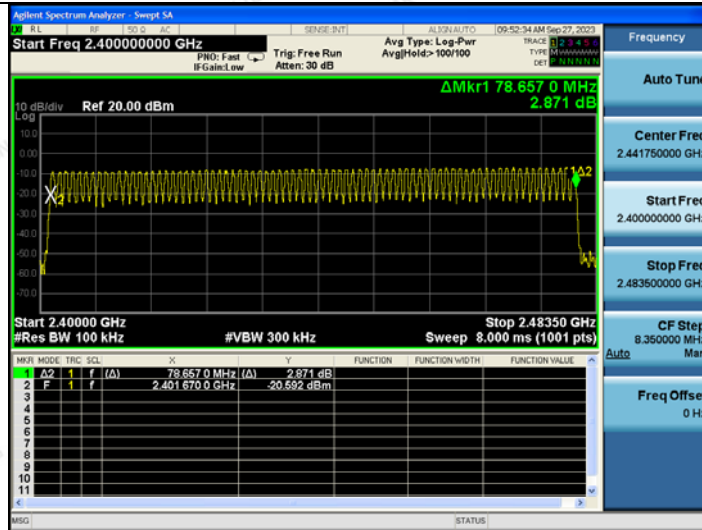 Agilent Spectrum Analyzer - Swept SA
RL RF 50 Ω AC SENSE:INT ALIGN AUTO 09:52:34 AM Sep 27, 2023
Start Freq 2.400000000 GHz
PNO: Fast
IFGain:Low
Trig: Free Run
Atten: 30 dB
Avg Type: Log-Pwr
Avg|Hold:> 100/100
TRACE 1 2 3 4 5 6
TYPE M
DET P N N N N N
ΔMkr1 78.657 0 MHz
2.871 dB
10 dB/div Ref 20.00 dBm
Log
10.0
0.00
-10.0
-20.0
-30.0
-40.0
-50.0
-60.0
-70.0
1Δ2
2
Start 2.40000 GHz Stop 2.48350 GHz
#Res BW 100 kHz #VBW 300 kHz Sweep 8.000 ms (1001 pts)
MKR MODE TRC SCL X Y FUNCTION FUNCTION WIDTH FUNCTION VALUE
1 Δ2 1 f (Δ) 78.657 0 MHz (Δ) 2.871 dB
2 F 1 f 2.401 670 0 GHz -20.592 dBm
3
4
5
6
7
8
9
10
11
MSG STATUS
Frequency
Auto Tune
Center Freq
2.441750000 GHz
Start Freq
2.400000000 GHz
Stop Freq
2.483500000 GHz
CF Step
8.350000 MHz
Auto Man
Freq Offset
0 Hz